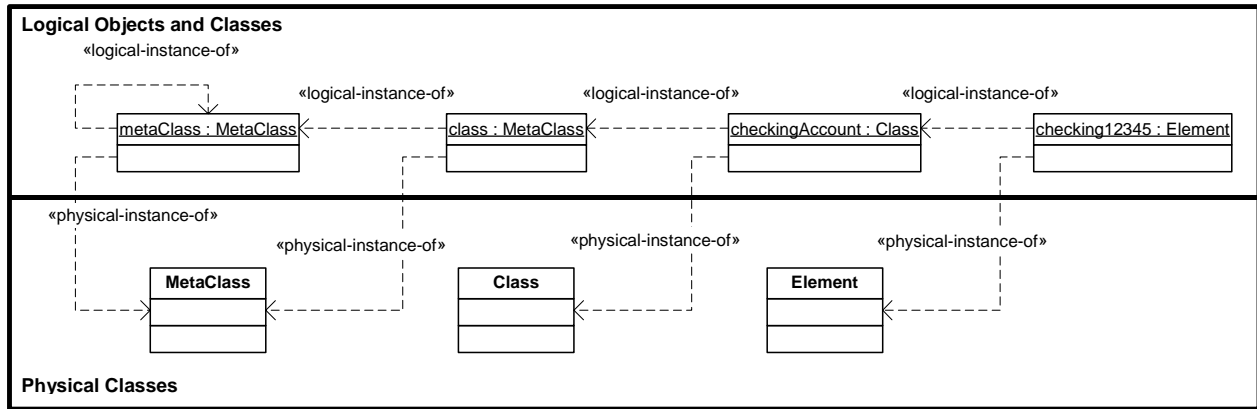 Logical Objects and Classes
«logical-instance-of»
«logical-instance-of»
«logical-instance-of»
«logical-instance-of»
metaClass : MetaClass
class : MetaClass
checkingAccount : Class
checking12345 : Element
«physical-instance-of»
«physical-instance-of»
«physical-instance-of»
«physical-instance-of»
MetaClass
Class
Element
Physical Classes